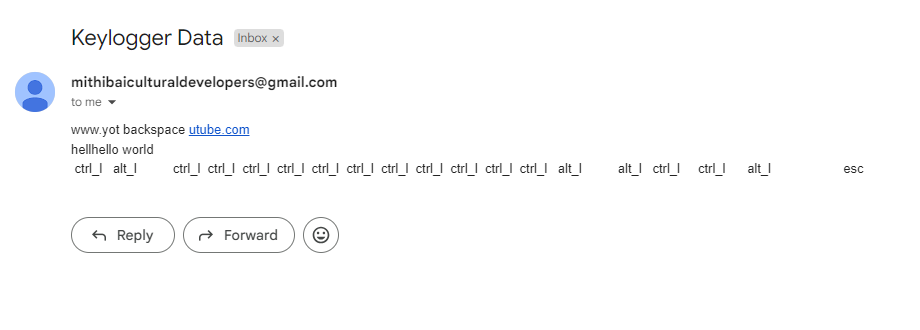 Keylogger Data Inbox ×
mithibaiculturaldevelopers@gmail.com
to me
www.yot backspace utube.com
hellhello world
ctrl_l alt_l ctrl_l ctrl_l ctrl_l ctrl_l ctrl_l ctrl_l ctrl_l ctrl_l ctrl_l ctrl_l ctrl_l alt_l alt_l ctrl_l ctrl_l alt_l esc
Reply Forward